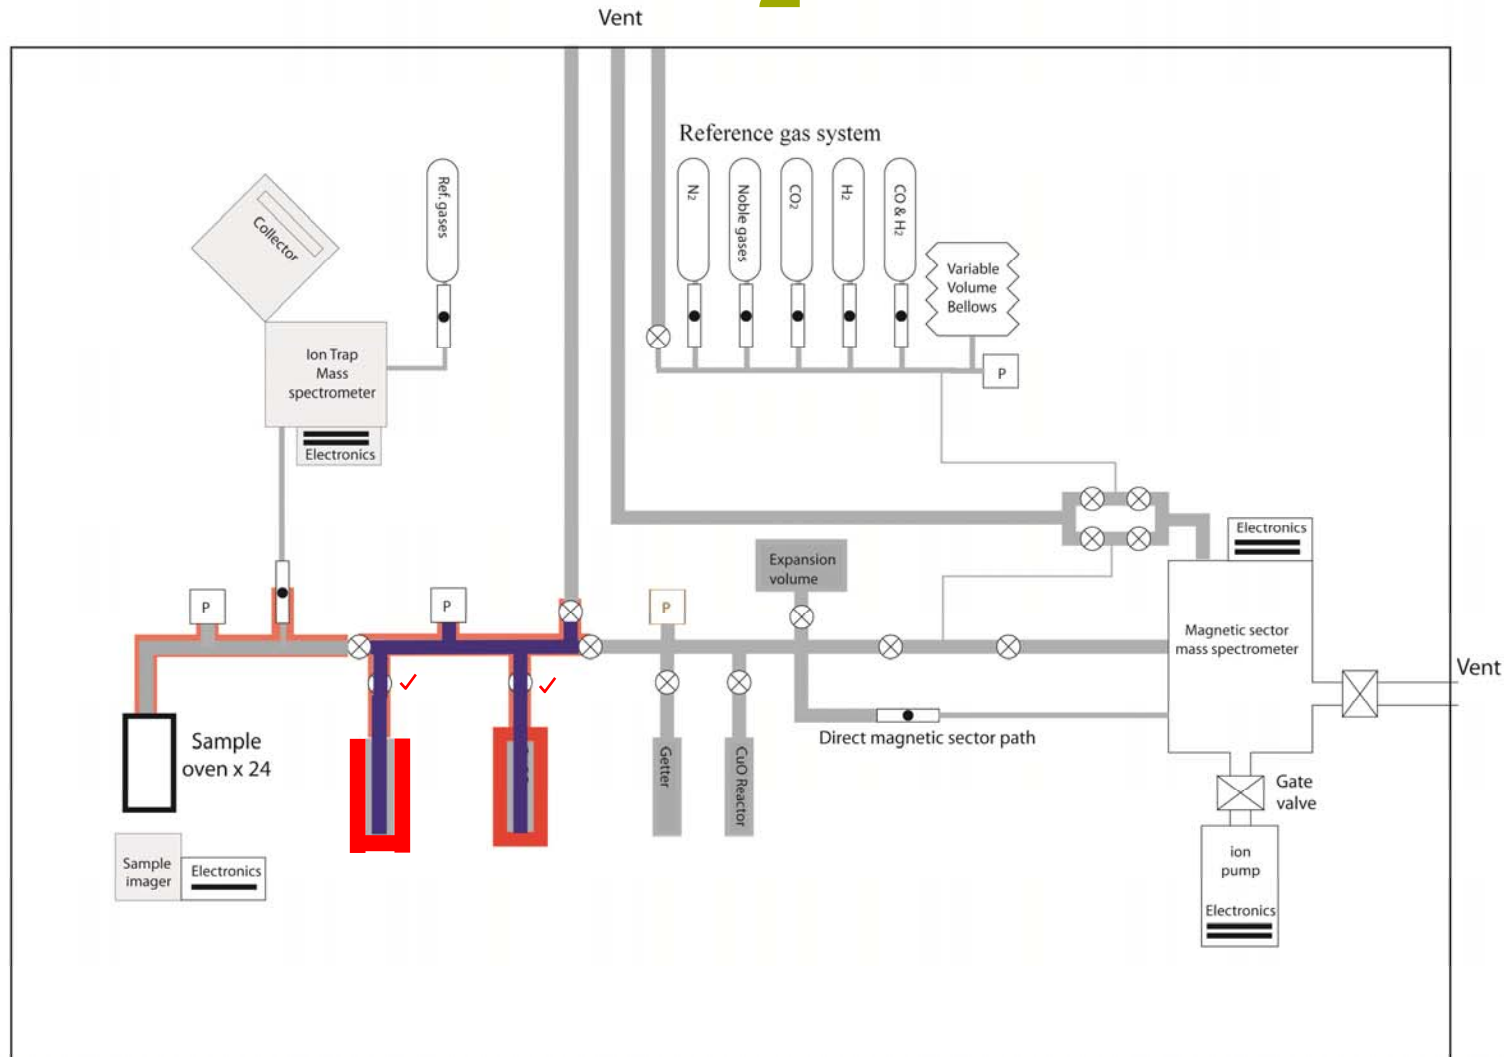 Vent
Reference gas system
Ref. gases
N2
Noble gases
CO2
H2
CO & H2
Collector
Variable
Volume
Bellows
Ion Trap
Mass
spectrometer
P
Electronics
Electronics
Expansion
volume
P
P
P
Magnetic sector
mass spectrometer
Vent
Sample
oven x 24
Direct magnetic sector path
Getter
CuO Reactor
Gate
valve
Sample
imager
Electronics
ion
pump
Electronics